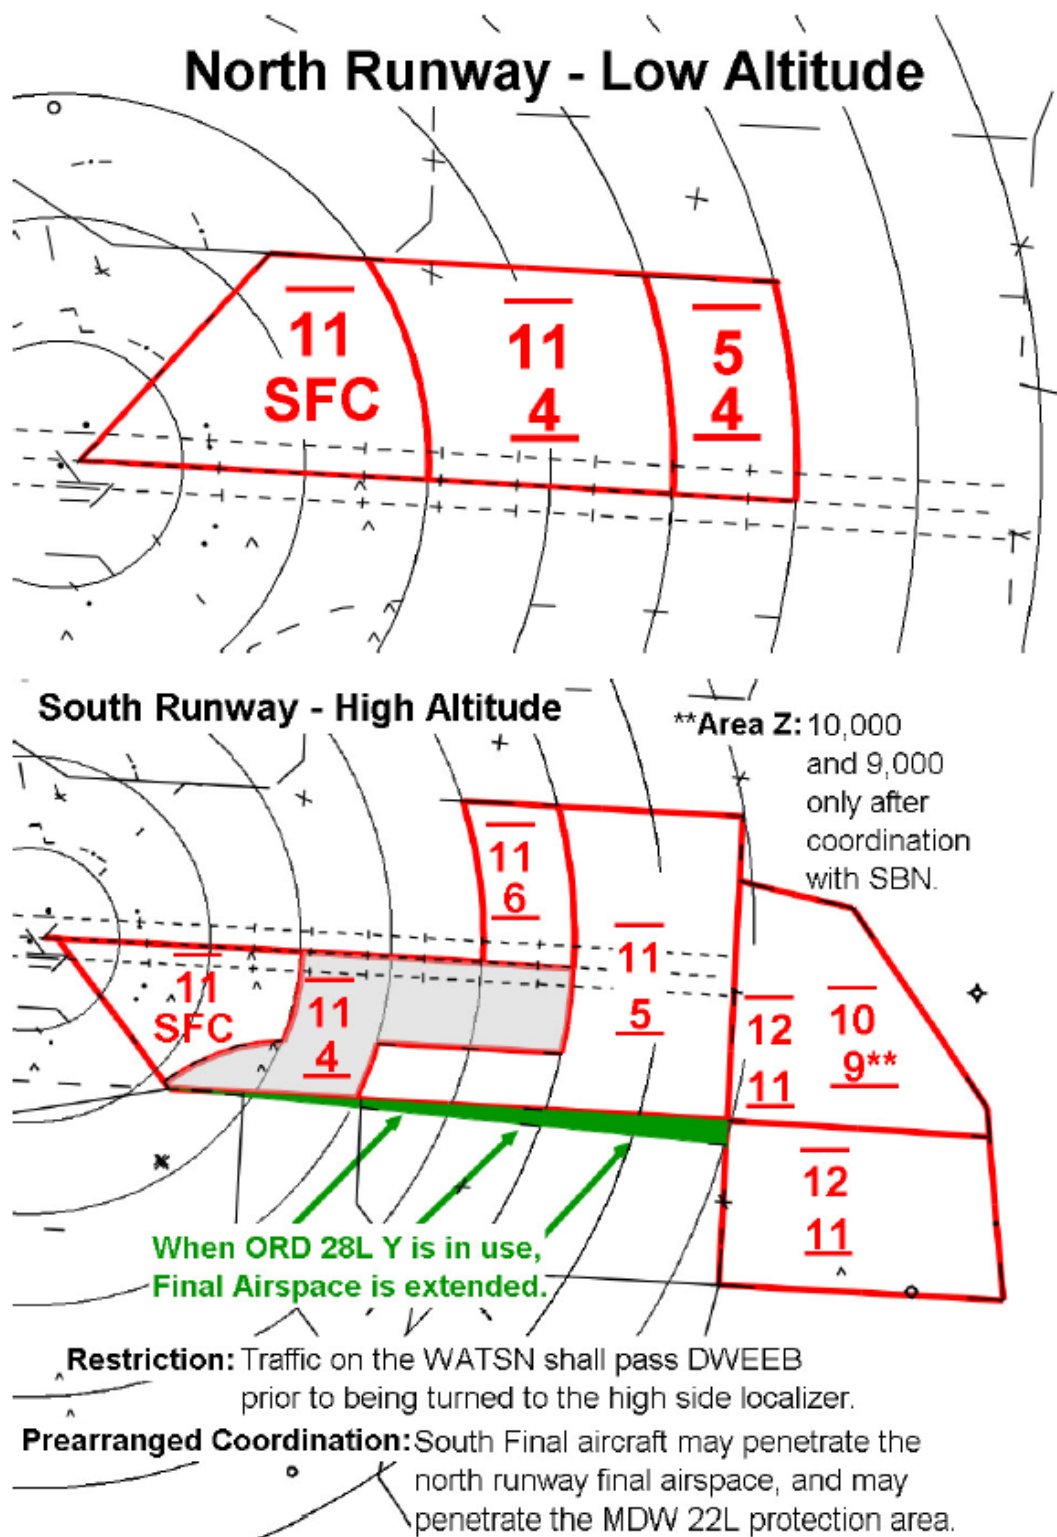 North Runway - Low Altitude
11
SFC
11
4
5
4
South Runway - High Altitude
**Area Z: 10,000
and 9,000
only after
coordination
with SBN.
11
6
11
5
11
SFC
11
4
12
11
10
9**
12
11
When ORD 28L Y is in use,
Final Airspace is extended.
Restriction: Traffic on the WATSN shall pass DWEEB
prior to being turned to the high side localizer.
Prearranged Coordination: South Final aircraft may penetrate the
north runway final airspace, and may
penetrate the MDW 22L protection area.